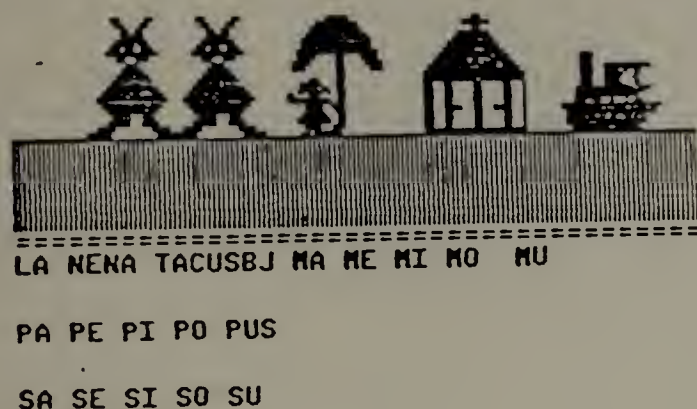 LA NENA TACUSBJ MA ME MI MO MU
PA PE PI PO PUS
SA SE SI SO SU